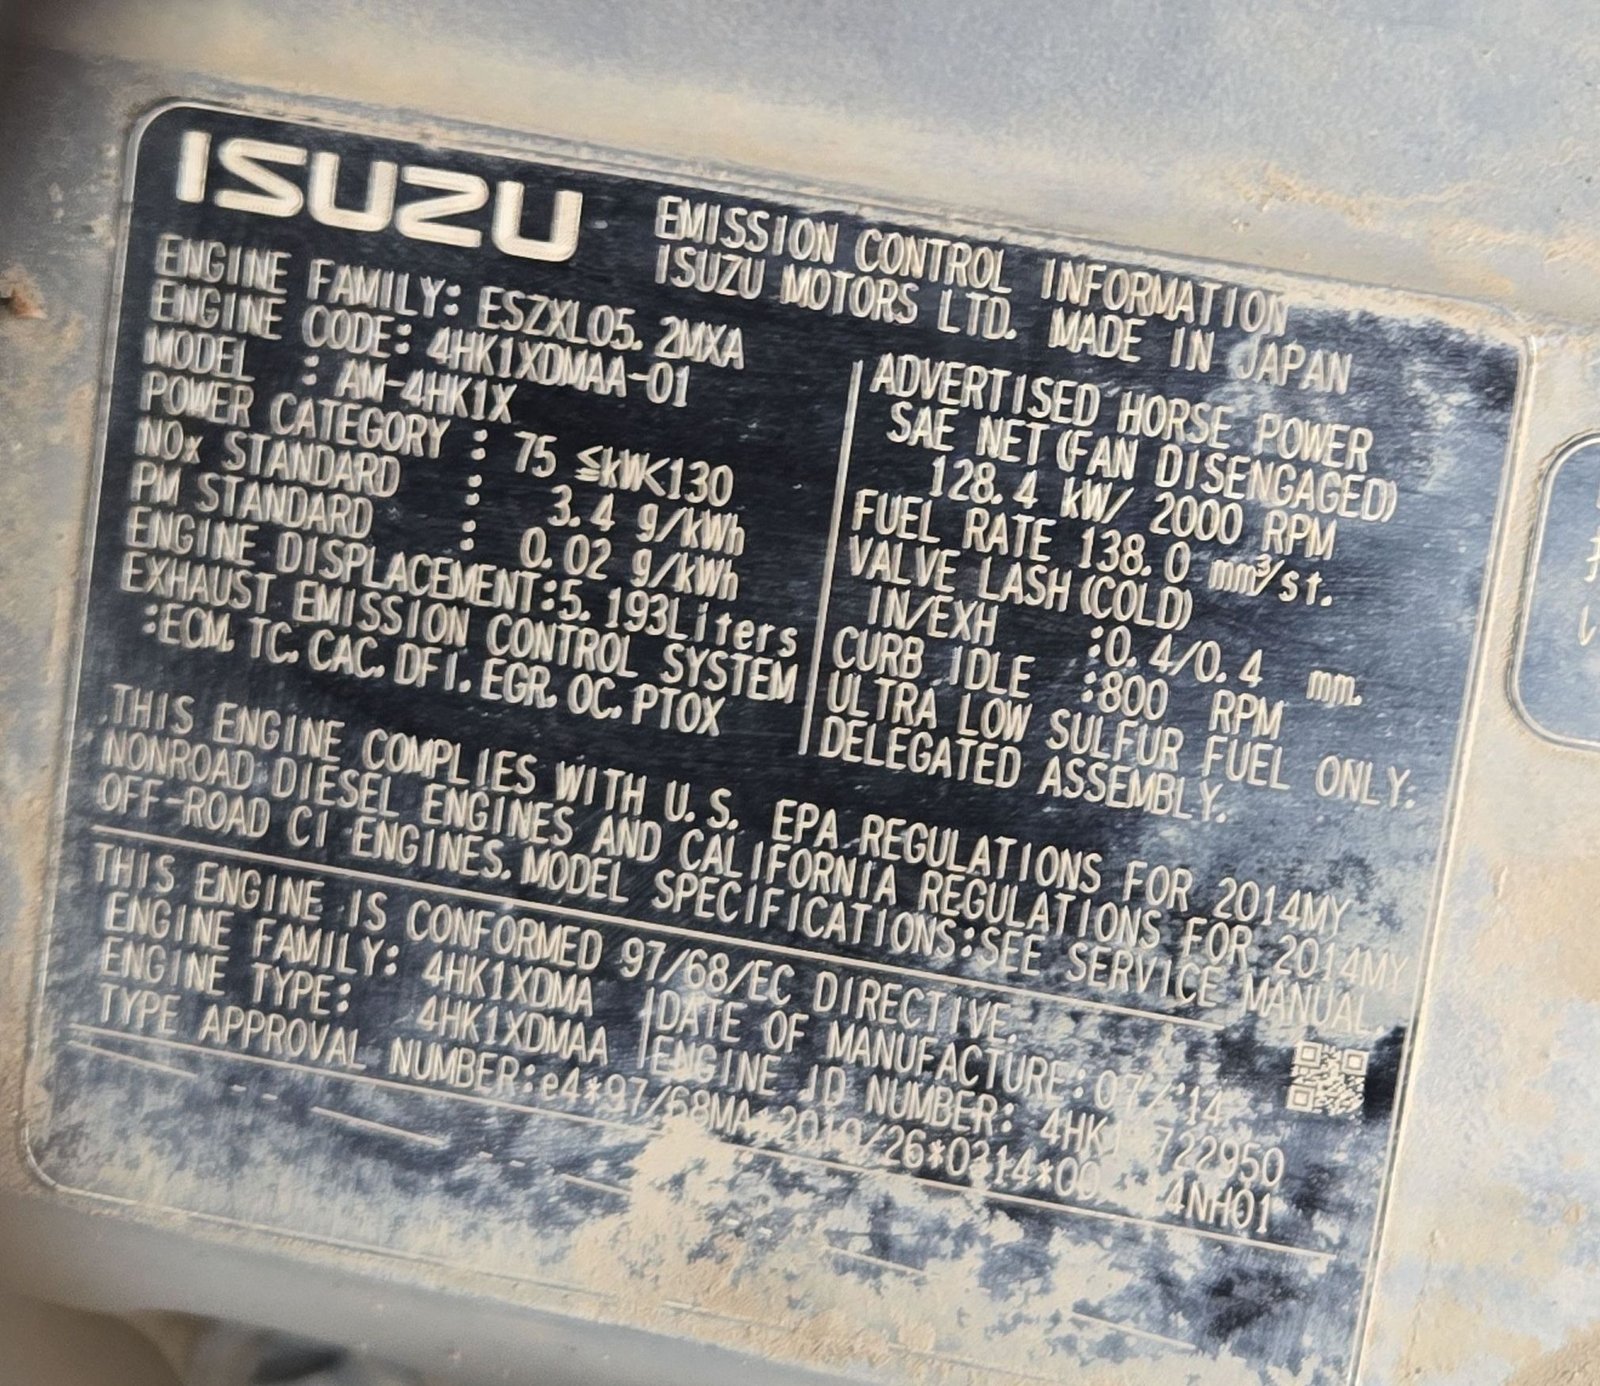 ISUZU
EMISSION CONTROL INFORMATION
ISUZU MOTORS LTD. MADE IN JAPAN
ENGINE FAMILY: ESZXL05.2MXA
ENGINE CODE: 4HK1XDMAA-01
MODEL : AM-4HK1X
POWER CATEGORY : 75 ≦kW<130
NOx STANDARD : 3.4 g/kWh
PM STANDARD : 0.02 g/kWh
ENGINE DISPLACEMENT:5.193Liters
EXHAUST EMISSION CONTROL SYSTEM
:ECM, TC, CAC, DFI, EGR, OC, PTOX
ADVERTISED HORSE POWER
SAE NET (FAN DISENGAGED)
128.4 kW/ 2000 RPM
FUEL RATE 138.0 mm³/st.
VALVE LASH (COLD)
IN/EXH :0.4/0.4 mm.
CURB IDLE :800 RPM
ULTRA LOW SULFUR FUEL ONLY.
DELEGATED ASSEMBLY.
THIS ENGINE COMPLIES WITH U.S. EPA REGULATIONS FOR 2014MY
NONROAD DIESEL ENGINES AND CALIFORNIA REGULATIONS FOR 2014MY
OFF-ROAD CI ENGINES. MODEL SPECIFICATIONS:SEE SERVICE MANUAL.
THIS ENGINE IS CONFORMED 97/68/EC DIRECTIVE.
ENGINE FAMILY: 4HK1XDMA
DATE OF MANUFACTURE: 07/'14
ENGINE TYPE: 4HK1XDMAA
ENGINE ID NUMBER: 722950
TYPE APPROVAL NUMBER: